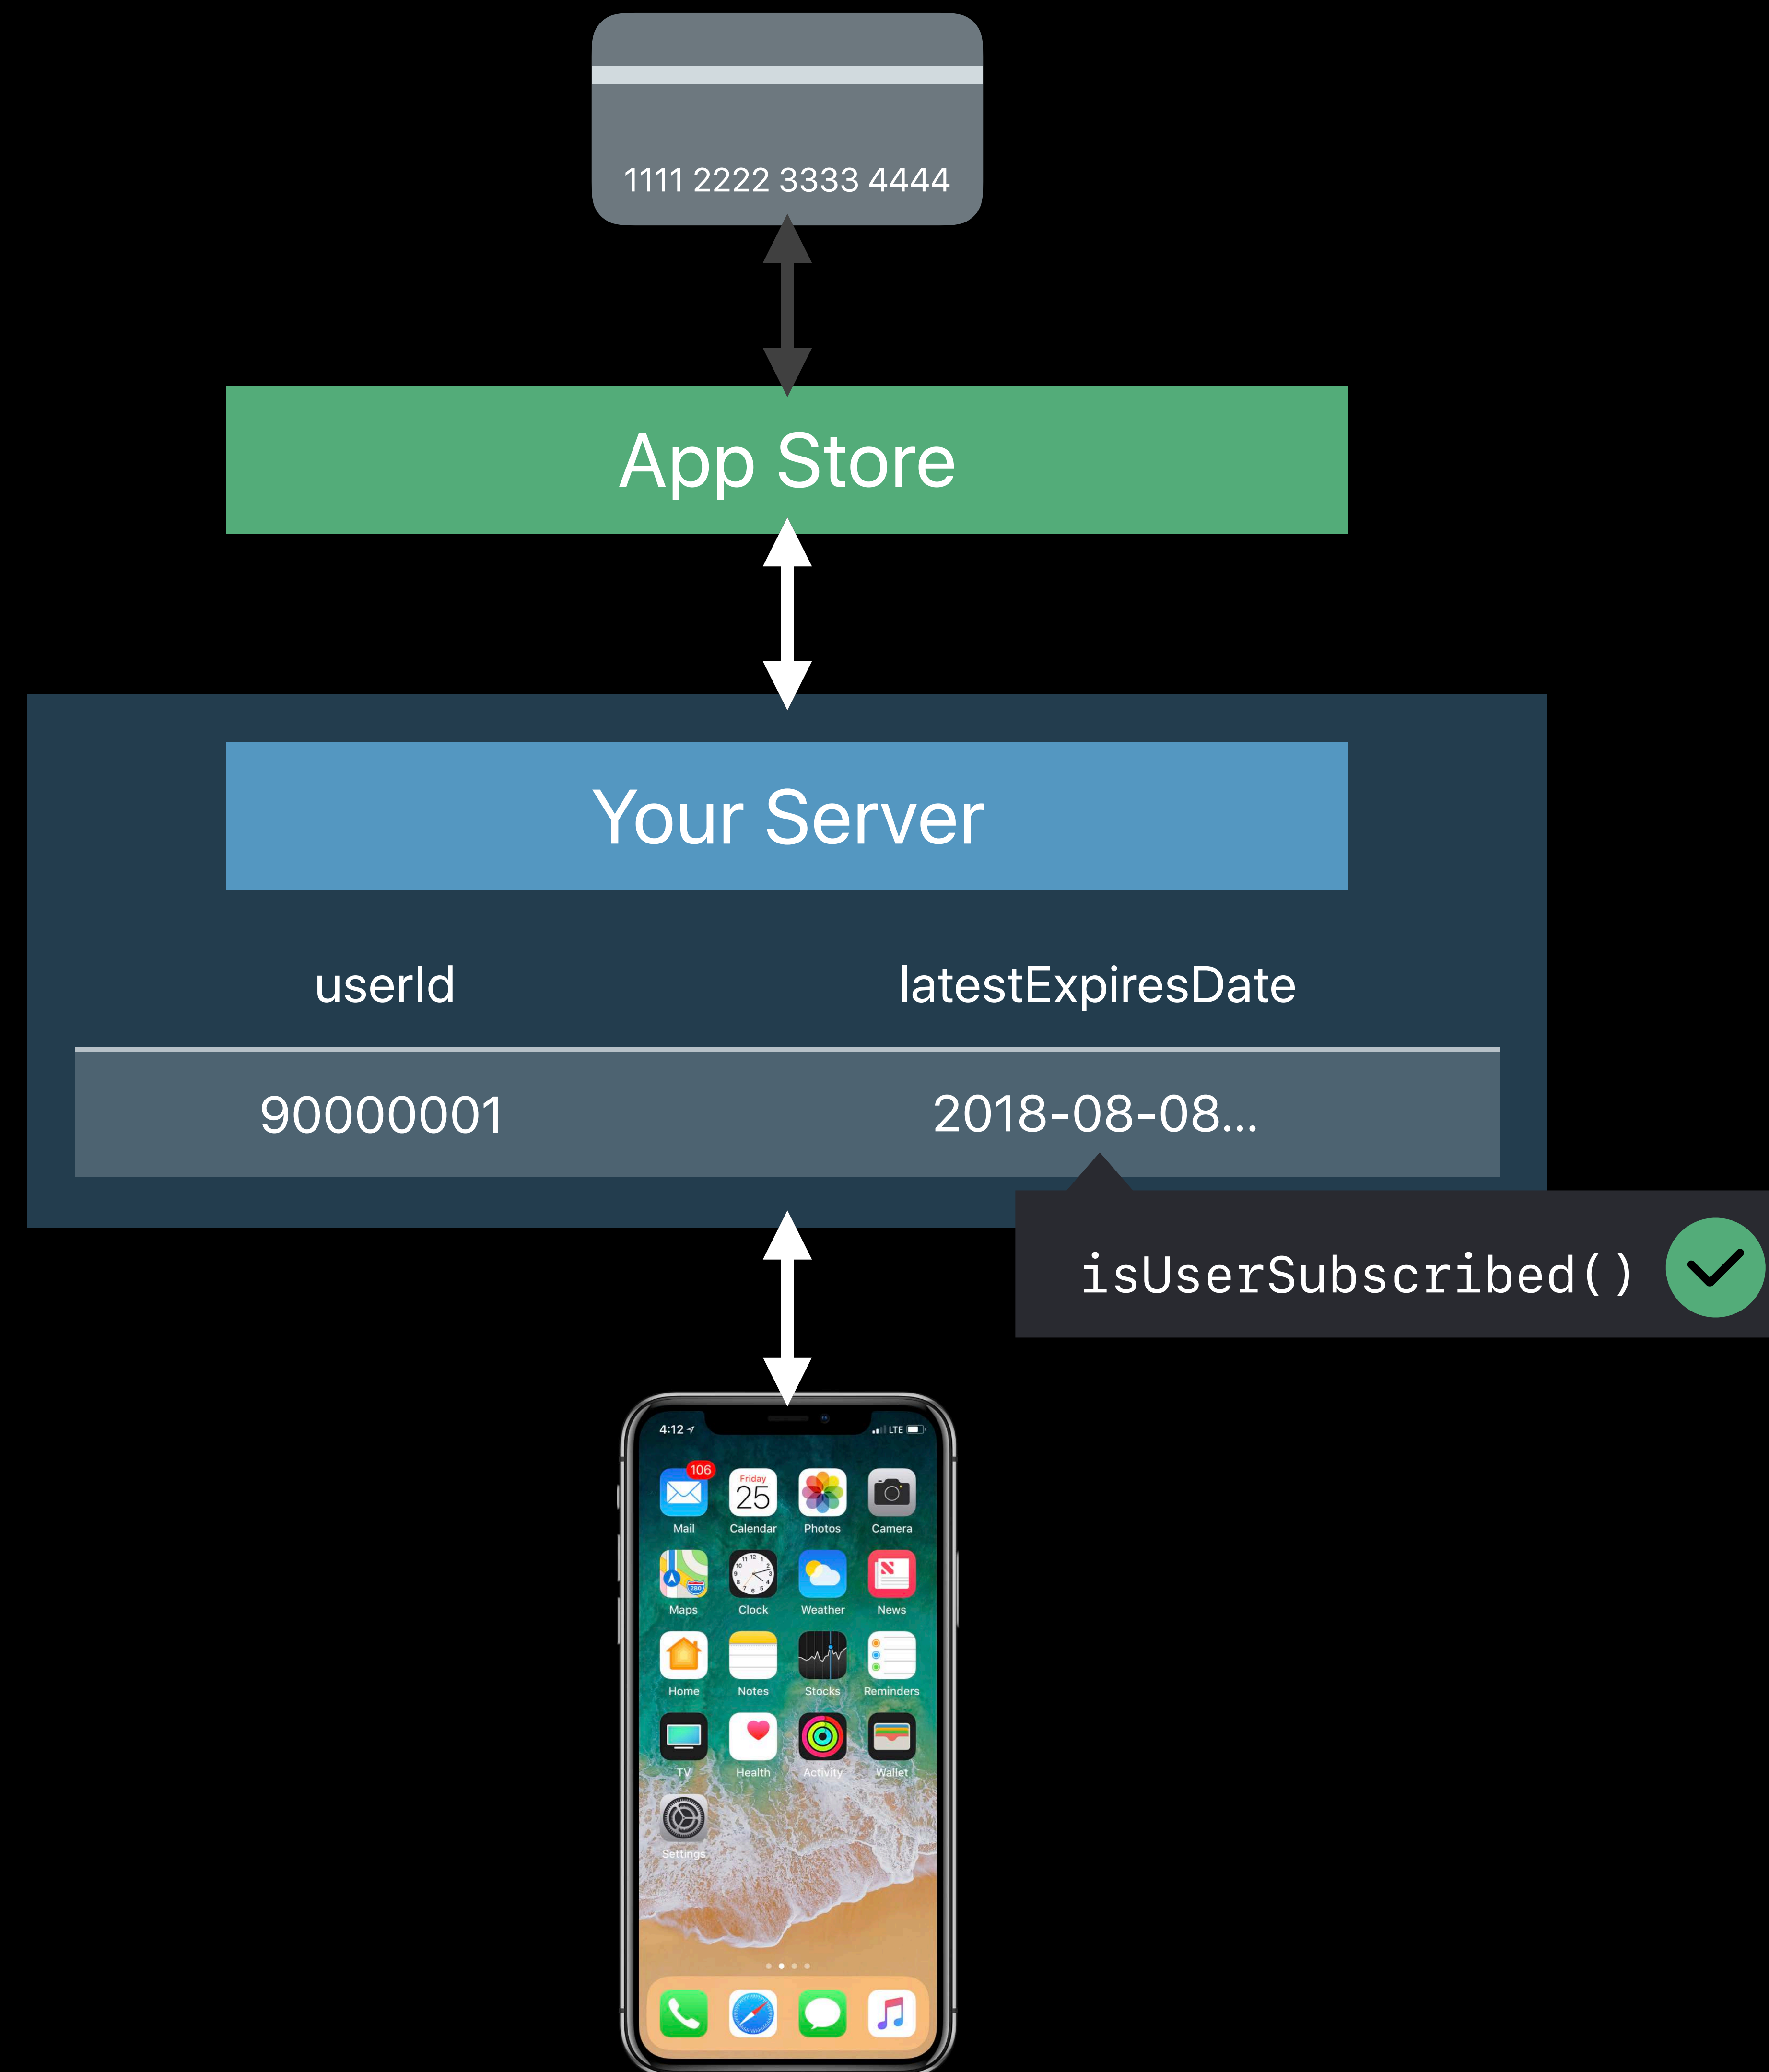 1111 2222 3333 4444
App Store
Your Server
userId latestExpiresDate
90000001 2018-08-08...
isUserSubscribed()
4:12 LTE
106
Friday
25
Mail Calendar Photos Camera
280
Maps Clock Weather News
Home Notes Stocks Reminders
TV Health Activity Wallet
Settings